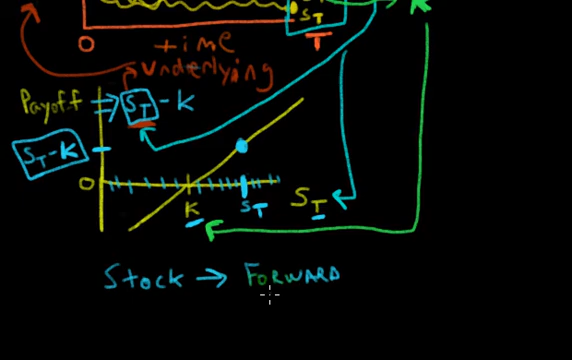 S_T
K
0 time T
underlying
Payoff ⇒ S_T - K
S_T - K
0
K S_T S_T
Stock → FORWARD